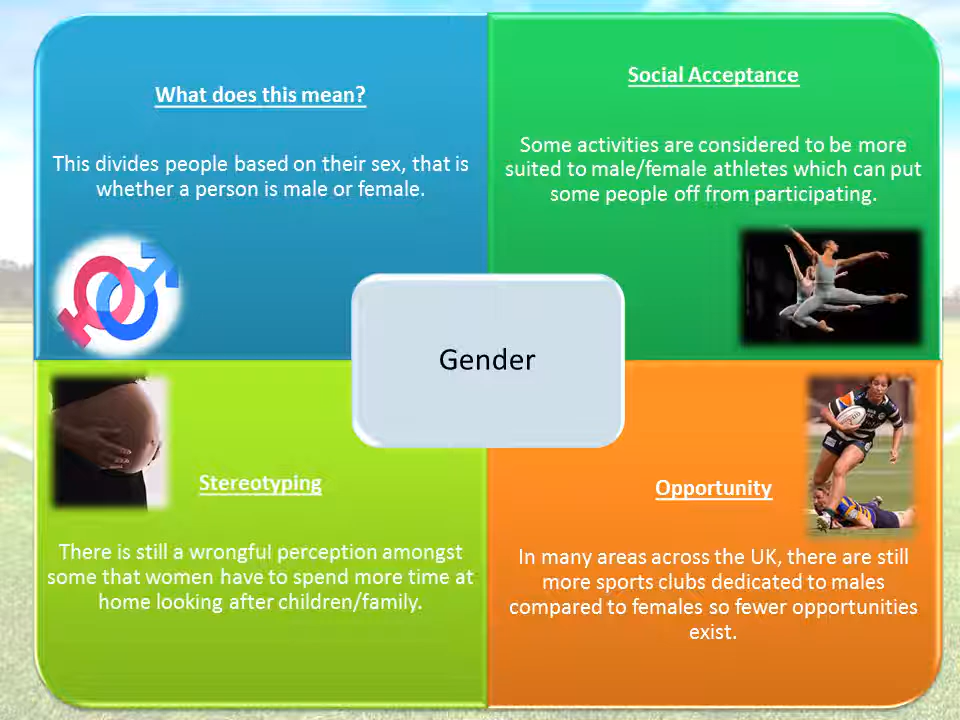 What does this mean?
This divides people based on their sex, that is
whether a person is male or female.
Social Acceptance
Some activities are considered to be more
suited to male/female athletes which can put
some people off from participating.
Gender
Stereotyping
There is still a wrongful perception amongst
some that women have to spend more time at
home looking after children/family.
Opportunity
In many areas across the UK, there are still
more sports clubs dedicated to males
compared to females so fewer opportunities
exist.